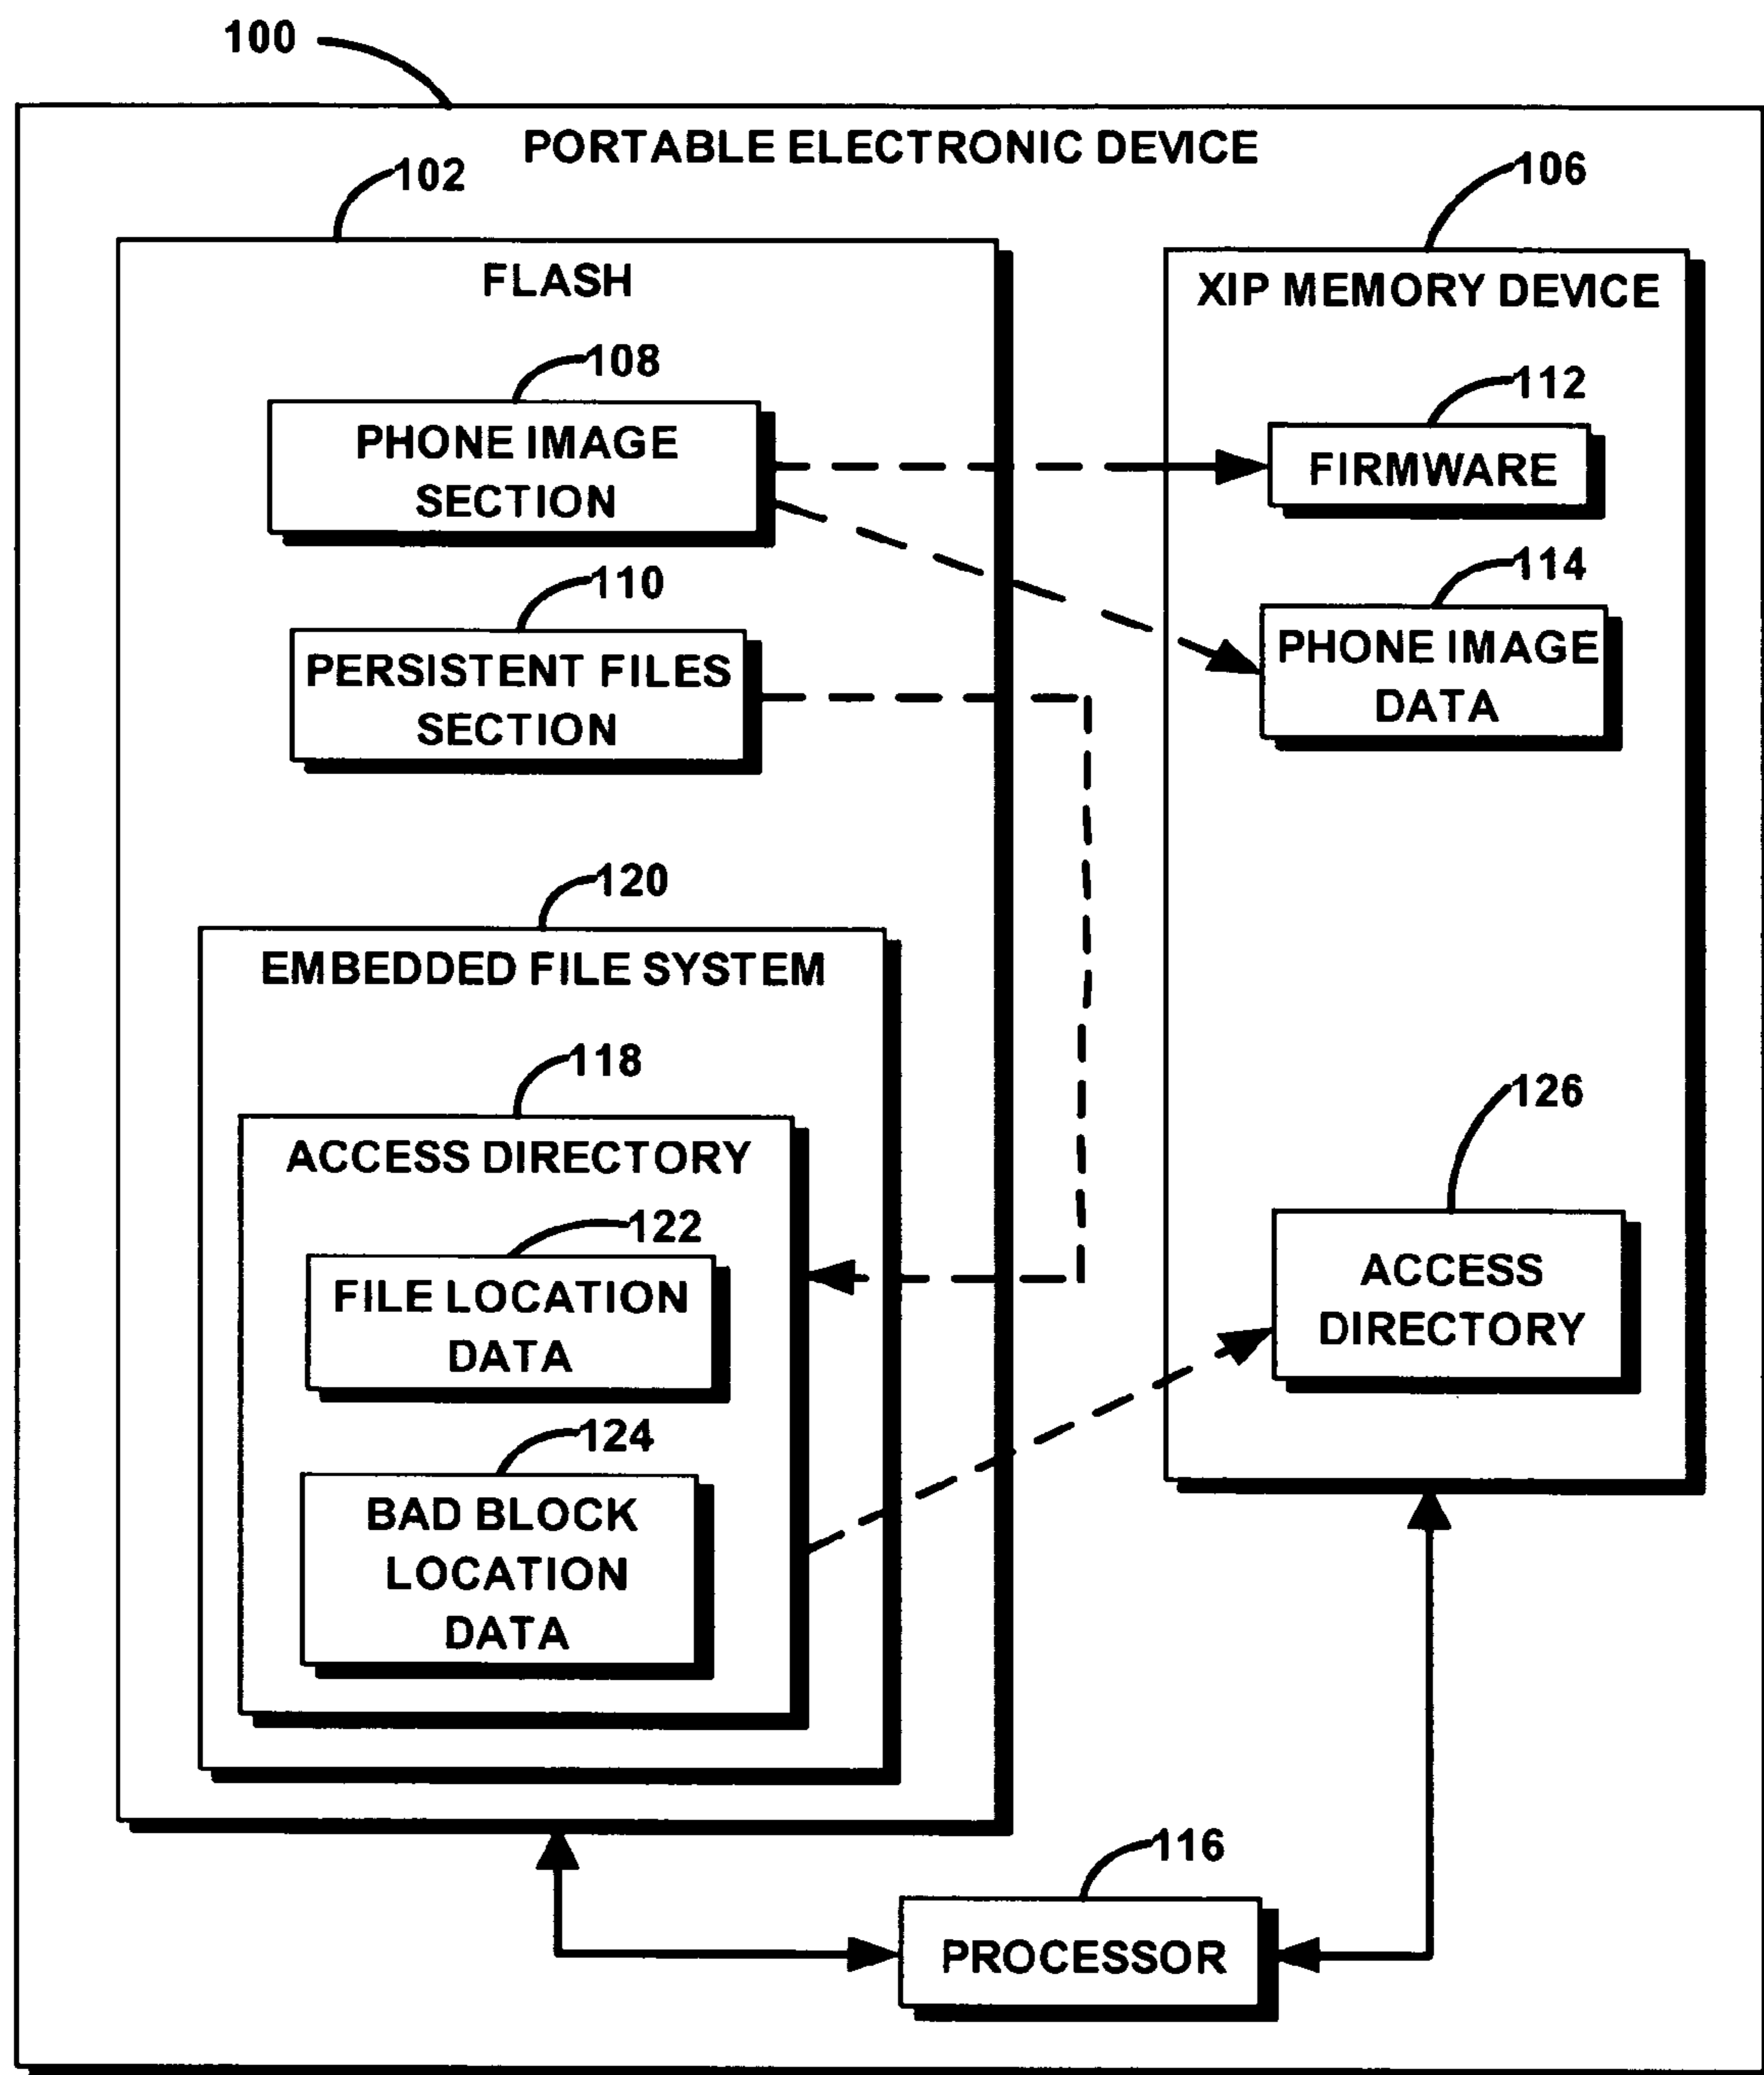 100
PORTABLE ELECTRONIC DEVICE
102
106
FLASH
XIP MEMORY DEVICE
108
PHONE IMAGE
SECTION
112
FIRMWARE
110
PERSISTENT FILES
SECTION
114
PHONE IMAGE
DATA
120
EMBEDDED FILE SYSTEM
118
ACCESS DIRECTORY
122
FILE LOCATION
DATA
124
BAD BLOCK
LOCATION
DATA
126
ACCESS
DIRECTORY
116
PROCESSOR